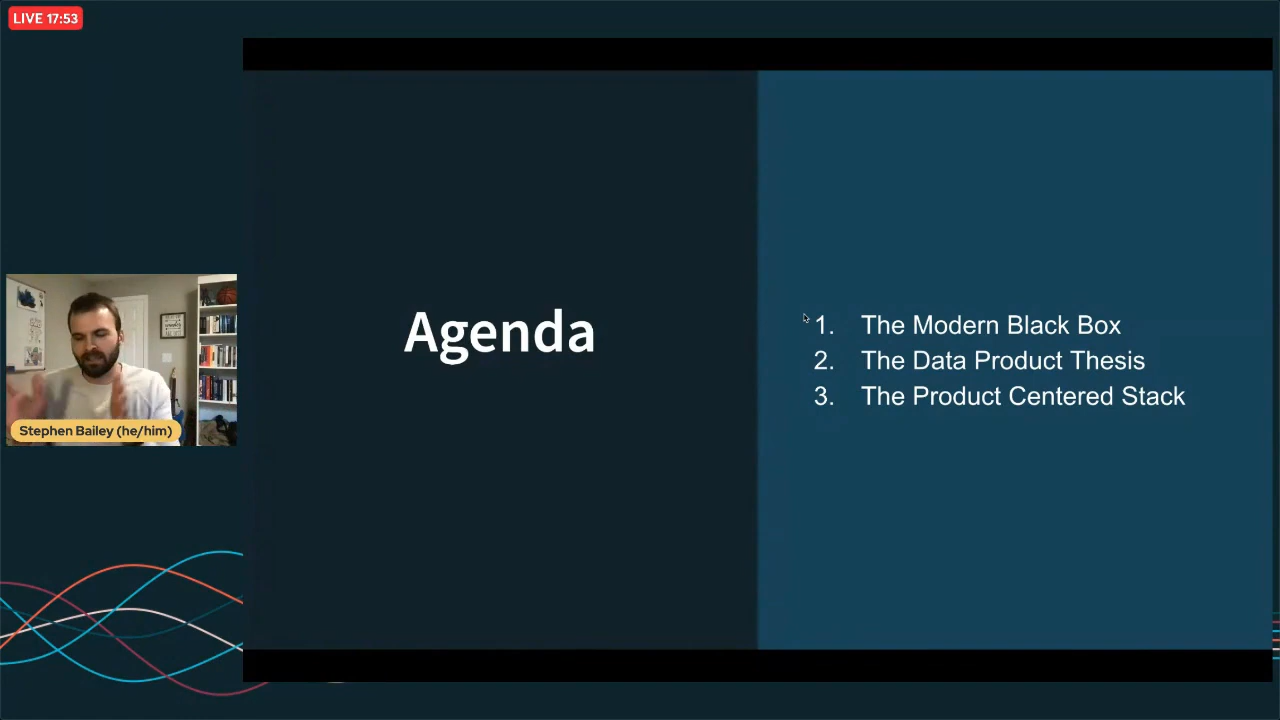 LIVE 17:53
Agenda
1. The Modern Black Box
2. The Data Product Thesis
3. The Product Centered Stack
Stephen Bailey (he/him)